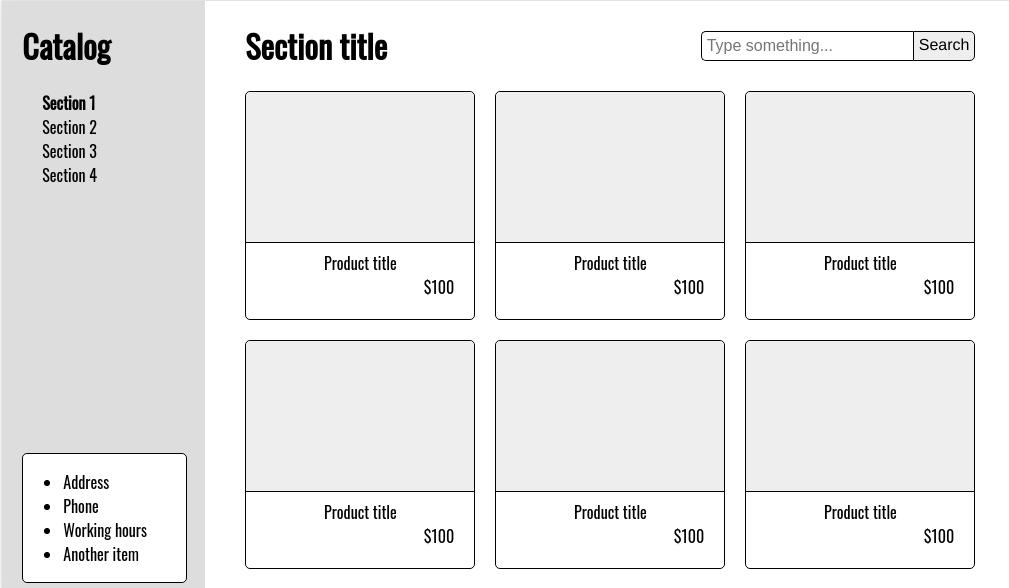 Catalog
Section 1
Section 2
Section 3
Section 4
Address
Phone
Working hours
Another item
Section title
Type something...
Search
Product title
$100
Product title
$100
Product title
$100
Product title
$100
Product title
$100
Product title
$100